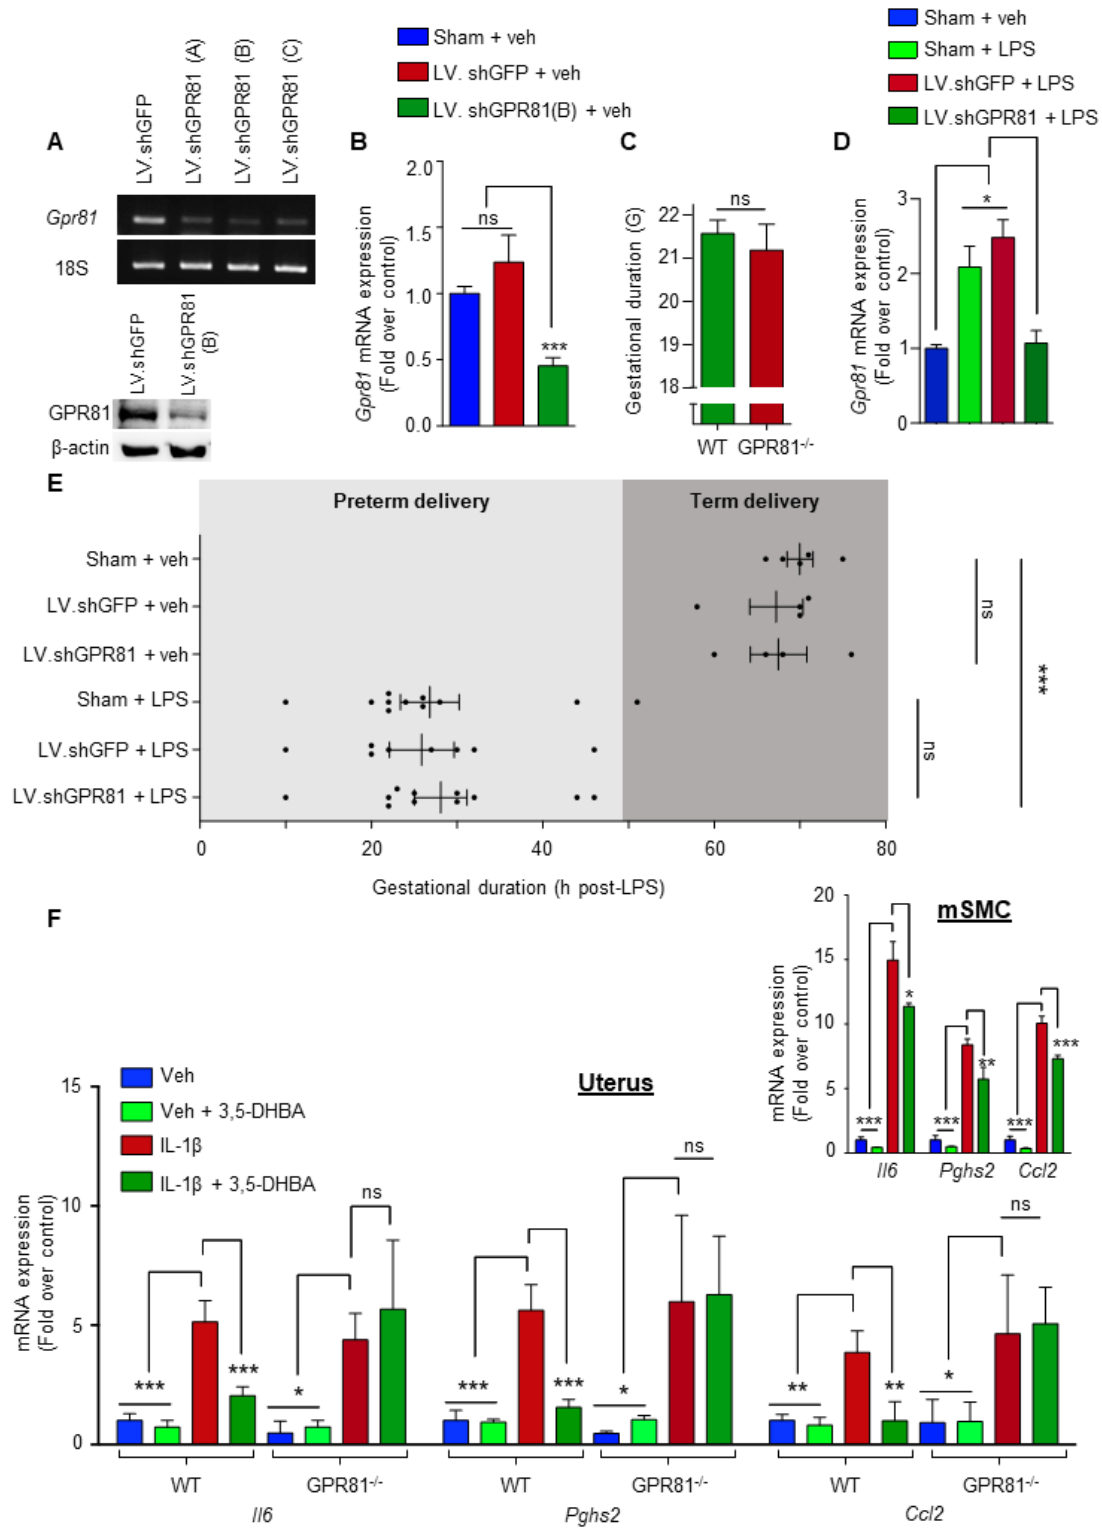 Sham + veh
LV. shGFP + veh
LV. shGPR81(B) + veh
Sham + veh
Sham + LPS
LV.shGFP + LPS
LV.shGPR81 + LPS
A
LV.shGFP
LV.shGPR81 (A)
LV.shGPR81 (B)
LV.shGPR81 (C)
Gpr81
18S
LV.shGFP
LV.shGPR81
(B)
GPR81
β-actin
B
Gpr81 mRNA expression
(Fold over control)
2.0
1.5
1.0
0.5
0.0
ns
***
C
Gestational duration (G)
22
21
20
19
18
ns
WT GPR81-/-
D
Gpr81 mRNA expression
(Fold over control)
3
2
1
0
*
E
Preterm delivery
Term delivery
Sham + veh
LV.shGFP + veh
LV.shGPR81 + veh
Sham + LPS
LV.shGFP + LPS
LV.shGPR81 + LPS
ns
ns
***
0 20 40 60 80
Gestational duration (h post-LPS)
F
mSMC
mRNA expression
(Fold over control)
20
15
10
5
0
*** * *** ** *** ***
Il6 Pghs2 Ccl2
Uterus
Veh
Veh + 3,5-DHBA
IL-1β
IL-1β + 3,5-DHBA
mRNA expression
(Fold over control)
15
10
5
0
*** *** * ns
*** *** * ns
** ** * ns
WT GPR81-/- WT GPR81-/- WT GPR81-/-
Il6 Pghs2 Ccl2